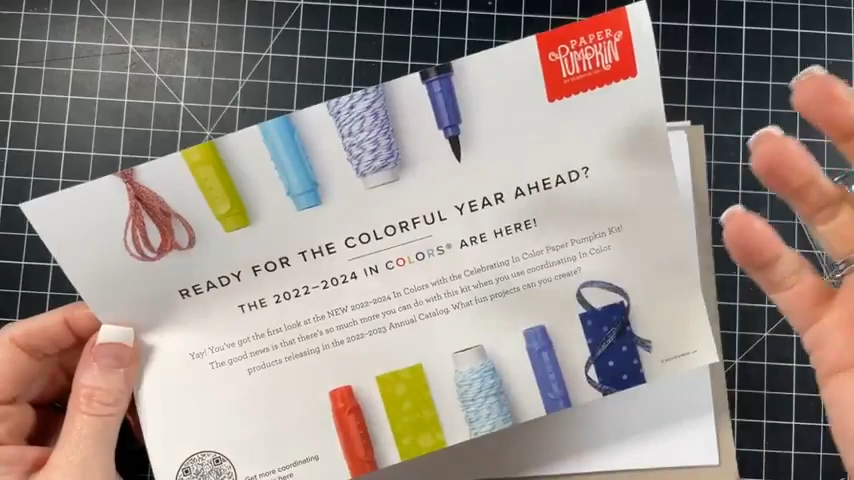 PAPER
PUMPKIN
READY FOR THE COLORFUL YEAR AHEAD?
THE 2022–2024 IN COLORS® ARE HERE!
Yay! You've got the first look at the NEW 2022–2024 In Colors with the Celebrating In Color Paper Pumpkin Kit!
The good news is that there's so much more you can do with this kit when you use coordinating In Color
products releasing in the 2022–2023 Annual Catalog. What fun projects can you create?
Get more coordinating